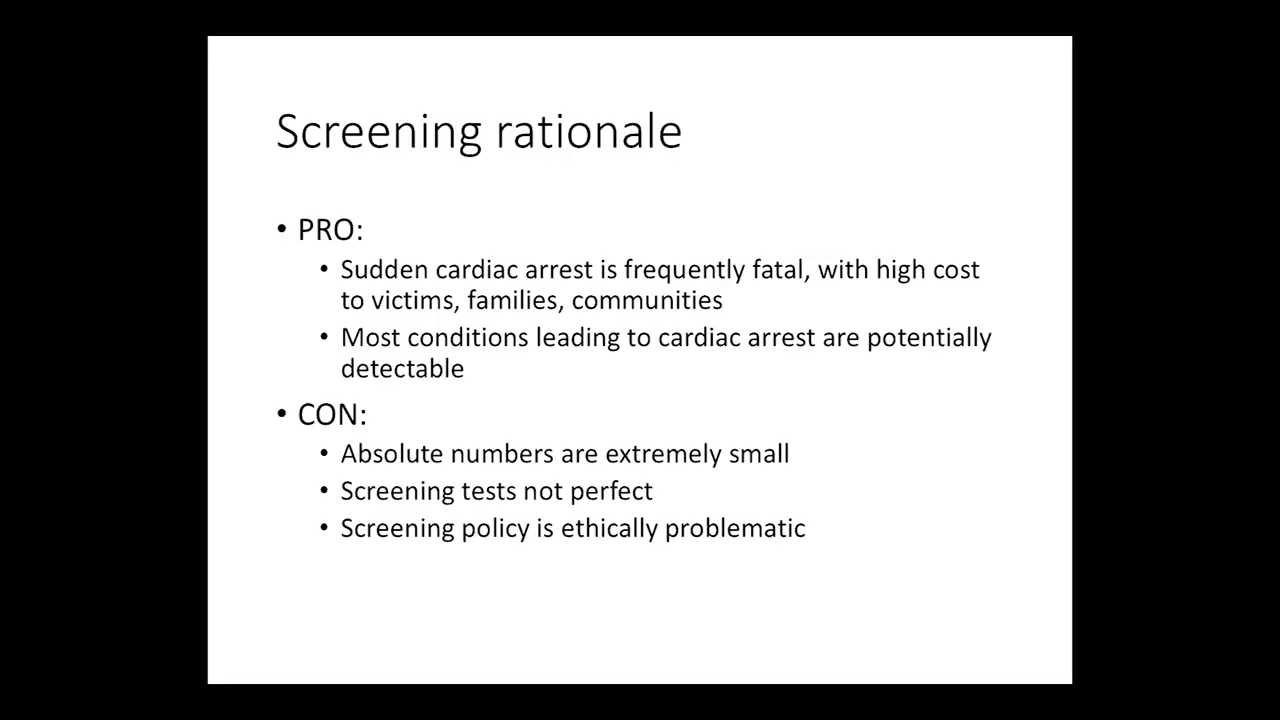 Screening rationale
• PRO:
• Sudden cardiac arrest is frequently fatal, with high cost
to victims, families, communities
• Most conditions leading to cardiac arrest are potentially
detectable
• CON:
• Absolute numbers are extremely small
• Screening tests not perfect
• Screening policy is ethically problematic